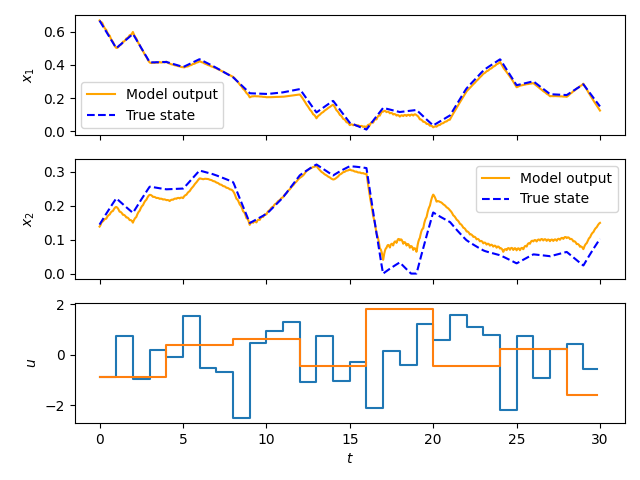 0.6
0.4
0.2
0.0
x₁
Model output
True state
0.3
0.2
0.1
0.0
x₂
Model output
True state
2
0
−2
u
0 5 10 15 20 25 30
t